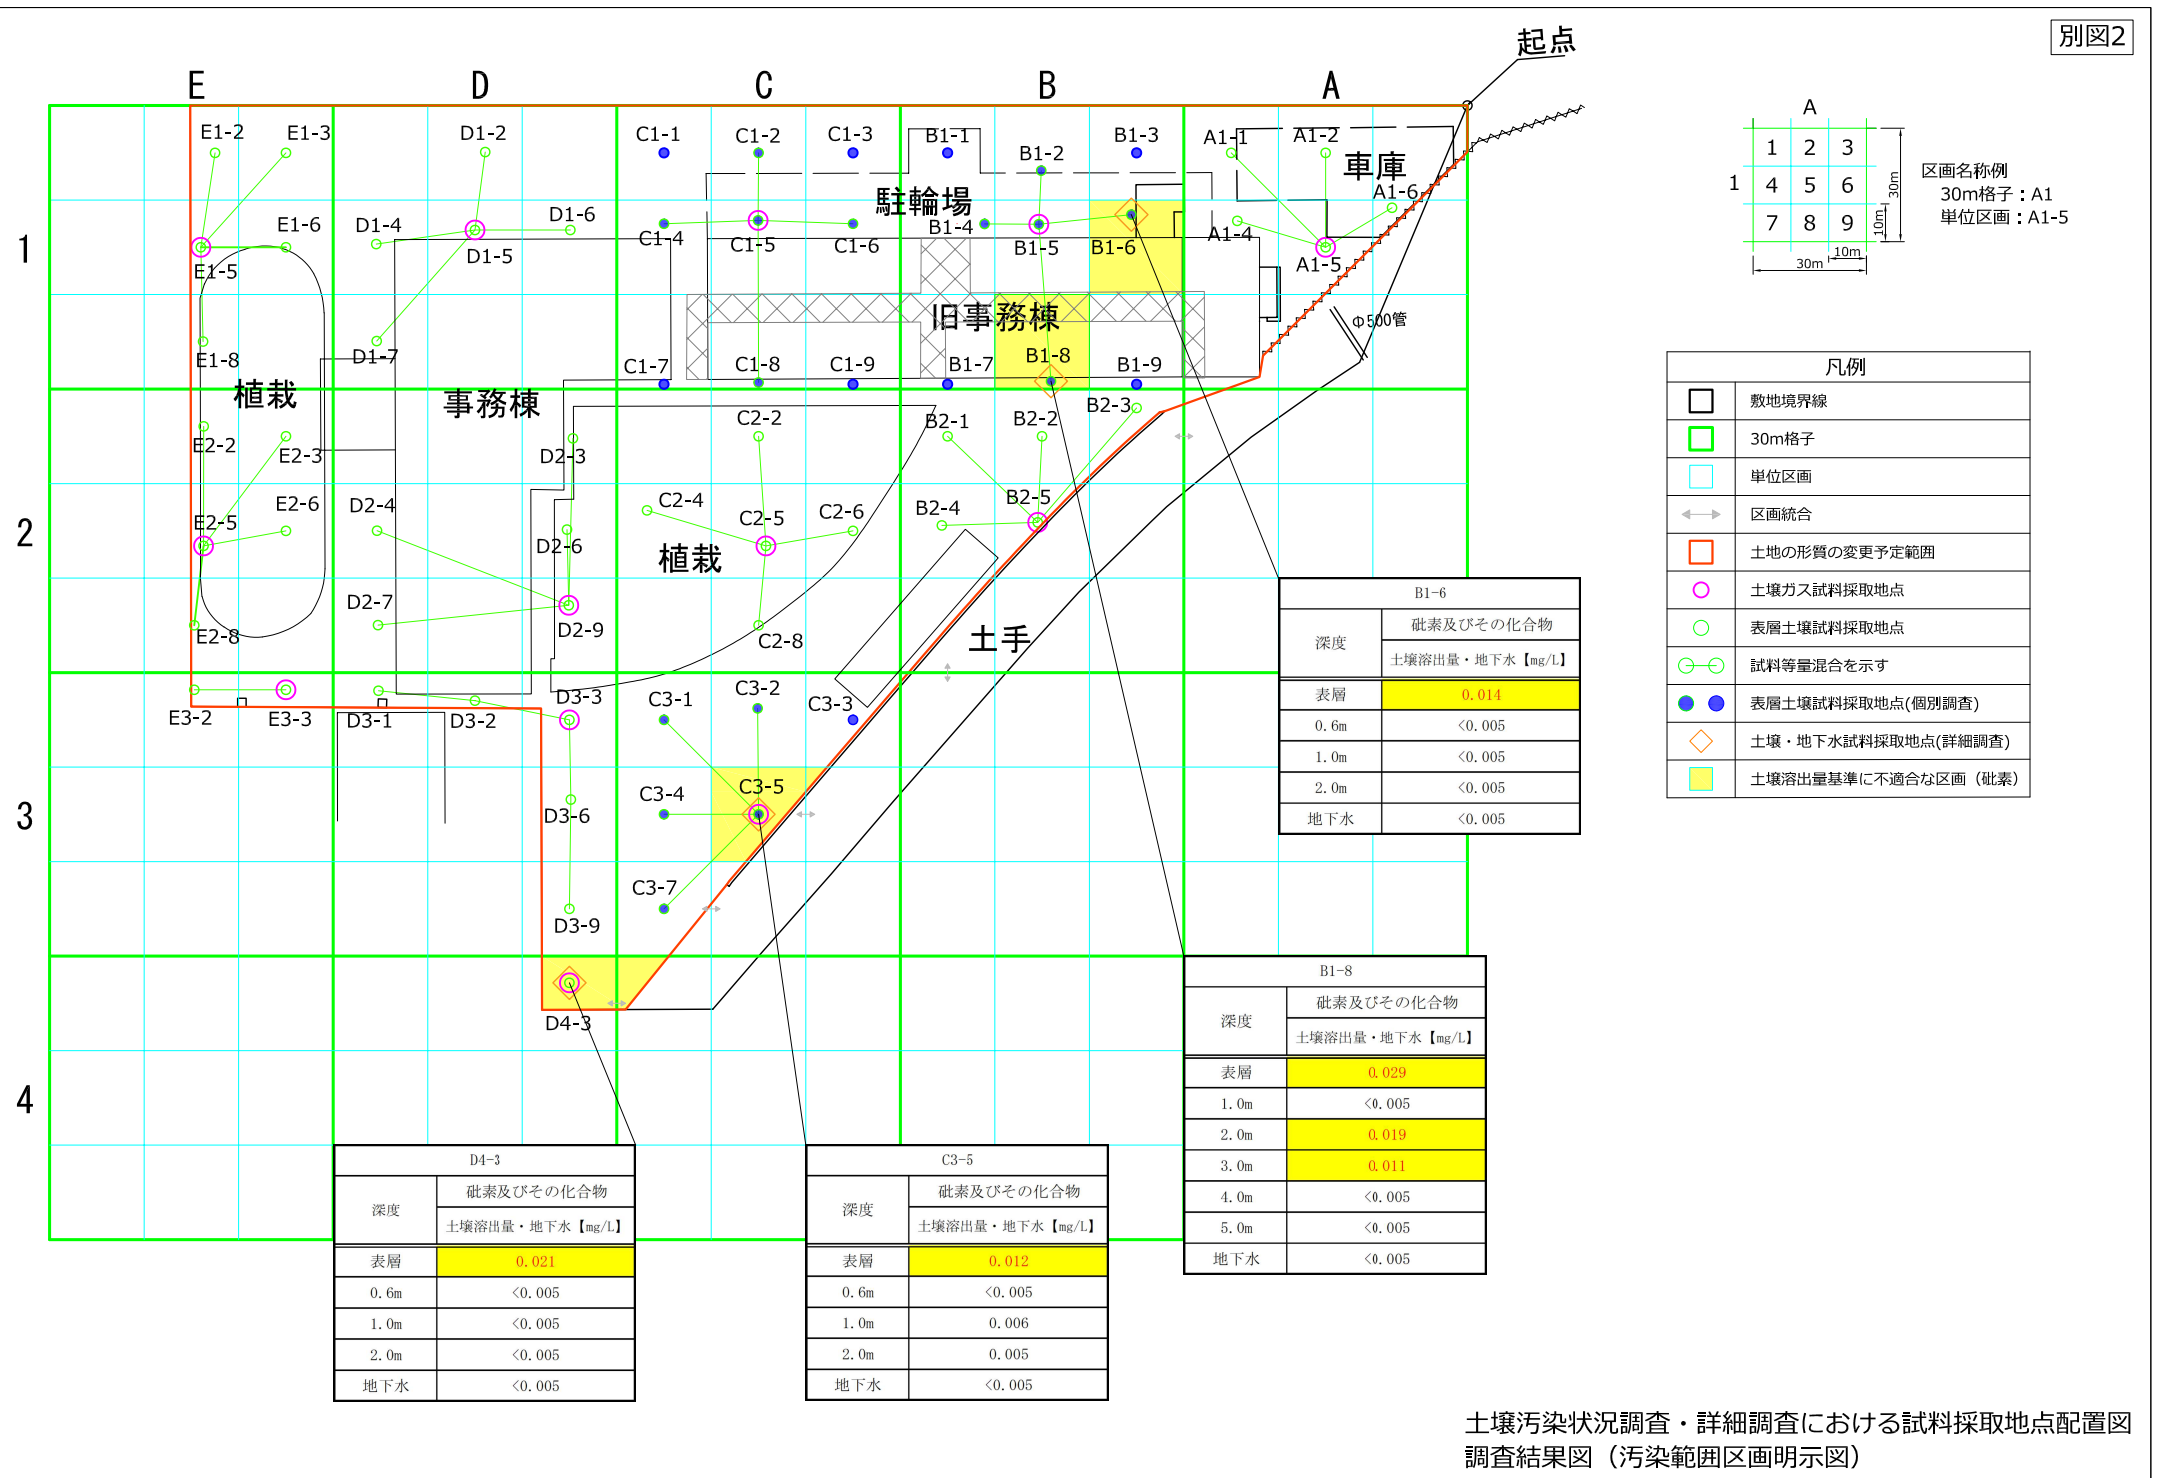 別図2
起点
E
D
C
B
A
1
2
3
4
E1-2
E1-3
D1-2
C1-1
C1-2
C1-3
B1-1
B1-2
B1-3
A1-1
A1-2
車庫
駐輪場
A1-6
E1-6
D1-4
D1-6
C1-4
C1-5
C1-6
B1-4
B1-5
B1-6
A1-4
E1-5
D1-5
A1-5
旧事務棟
Φ500管
E1-8
D1-7
C1-7
C1-8
C1-9
B1-7
B1-8
B1-9
植栽
事務棟
E2-2
E2-3
D2-3
C2-2
B2-1
B2-2
B2-3
E2-5
E2-6
D2-4
D2-6
C2-4
C2-5
C2-6
B2-4
B2-5
植栽
E2-8
D2-7
D2-9
C2-8
土手
E3-2
E3-3
D3-1
D3-2
D3-3
C3-1
C3-2
C3-3
D3-6
C3-4
C3-5
D3-9
C3-7
D4-3
A
1 2 3
1 4 5 6
7 8 9
30m
10m
10m
30m
区画名称例
30m格子：A1
単位区画：A1-5
凡例
敷地境界線
30m格子
単位区画
区画統合
土地の形質の変更予定範囲
土壌ガス試料採取地点
表層土壌試料採取地点
試料等量混合を示す
表層土壌試料採取地点(個別調査)
土壌・地下水試料採取地点(詳細調査)
土壌溶出量基準に不適合な区画（砒素）
B1-6
深度 砒素及びその化合物
土壌溶出量・地下水【mg/L】
表層 0.014
0.6m <0.005
1.0m <0.005
2.0m <0.005
地下水 <0.005
B1-8
深度 砒素及びその化合物
土壌溶出量・地下水【mg/L】
表層 0.029
1.0m <0.005
2.0m 0.019
3.0m 0.011
4.0m <0.005
5.0m <0.005
地下水 <0.005
D4-3
深度 砒素及びその化合物
土壌溶出量・地下水【mg/L】
表層 0.021
0.6m <0.005
1.0m <0.005
2.0m <0.005
地下水 <0.005
C3-5
深度 砒素及びその化合物
土壌溶出量・地下水【mg/L】
表層 0.012
0.6m <0.005
1.0m 0.006
2.0m 0.005
地下水 <0.005
土壌汚染状況調査・詳細調査における試料採取地点配置図
調査結果図（汚染範囲区画明示図）